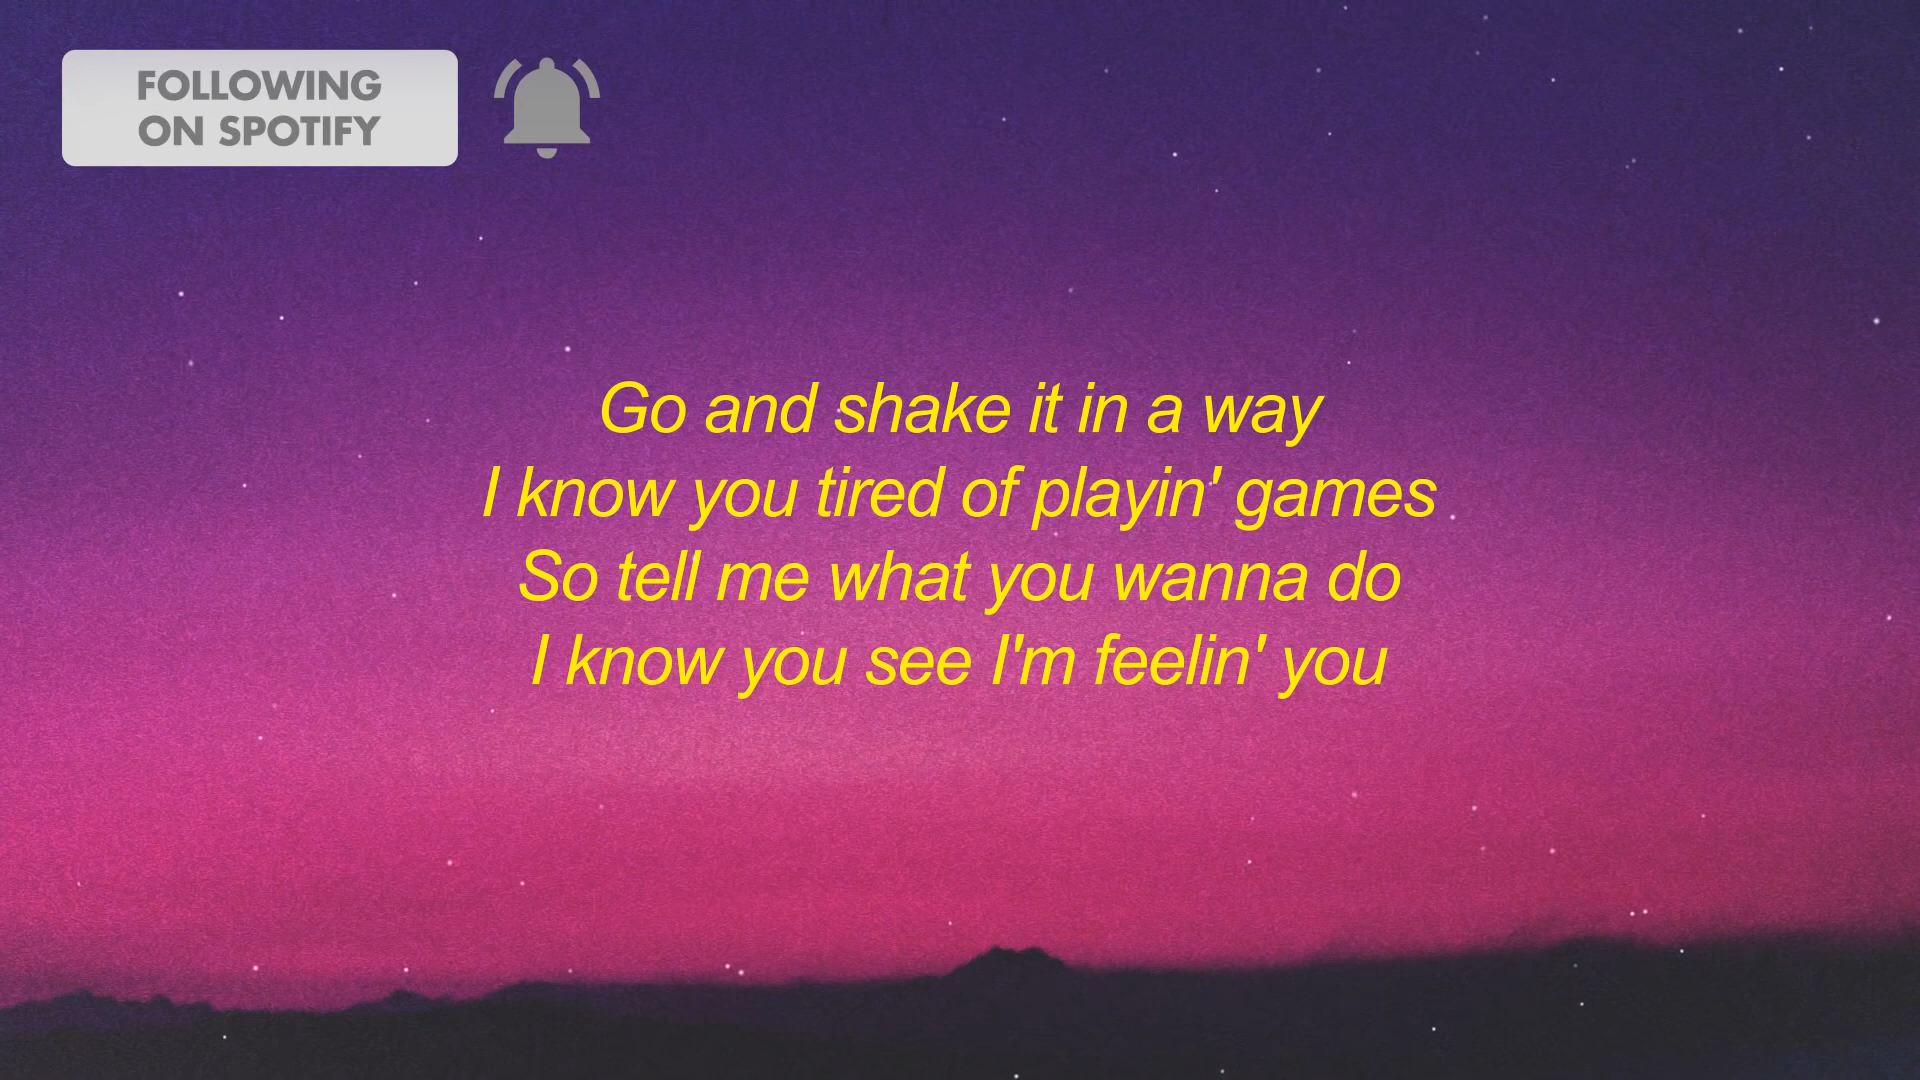 FOLLOWING
ON SPOTIFY
Go and shake it in a way
I know you tired of playin' games
So tell me what you wanna do
I know you see I'm feelin' you